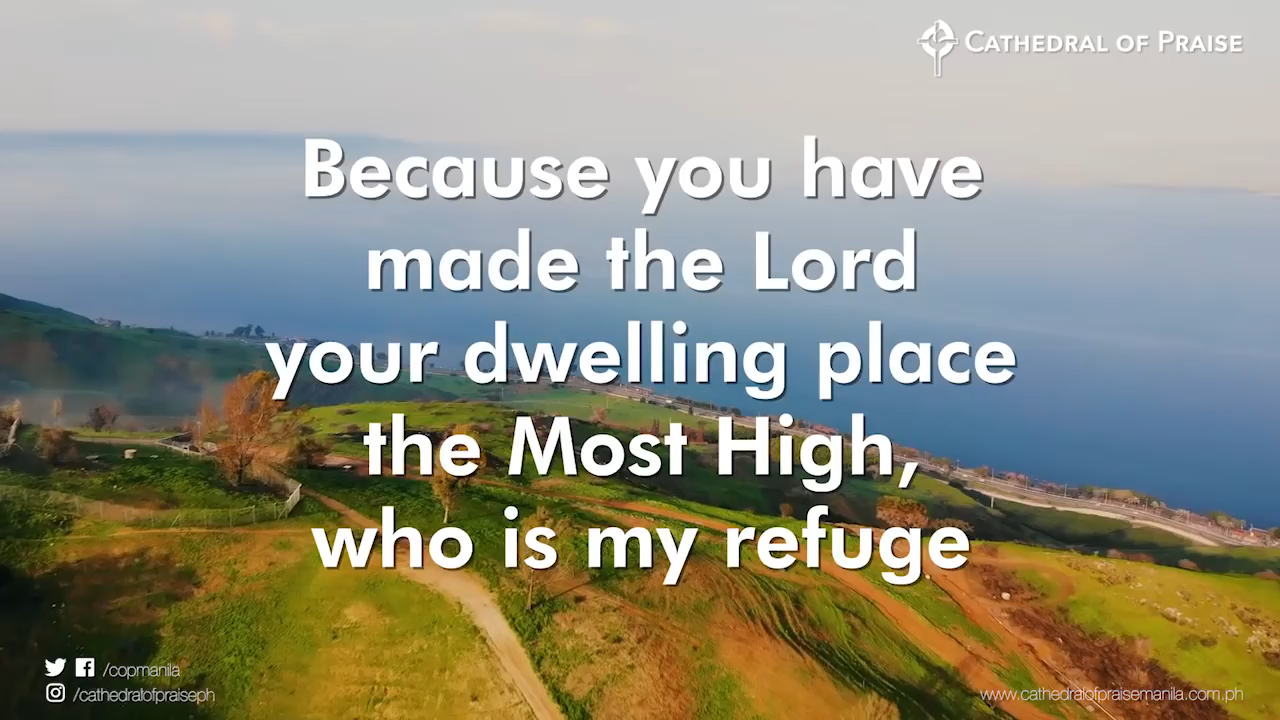 Cathedral of Praise
Because you have
made the Lord
your dwelling place
the Most High,
who is my refuge
/copmanila
/cathedralofpraiseph
www.cathedralofpraisemanila.com.ph